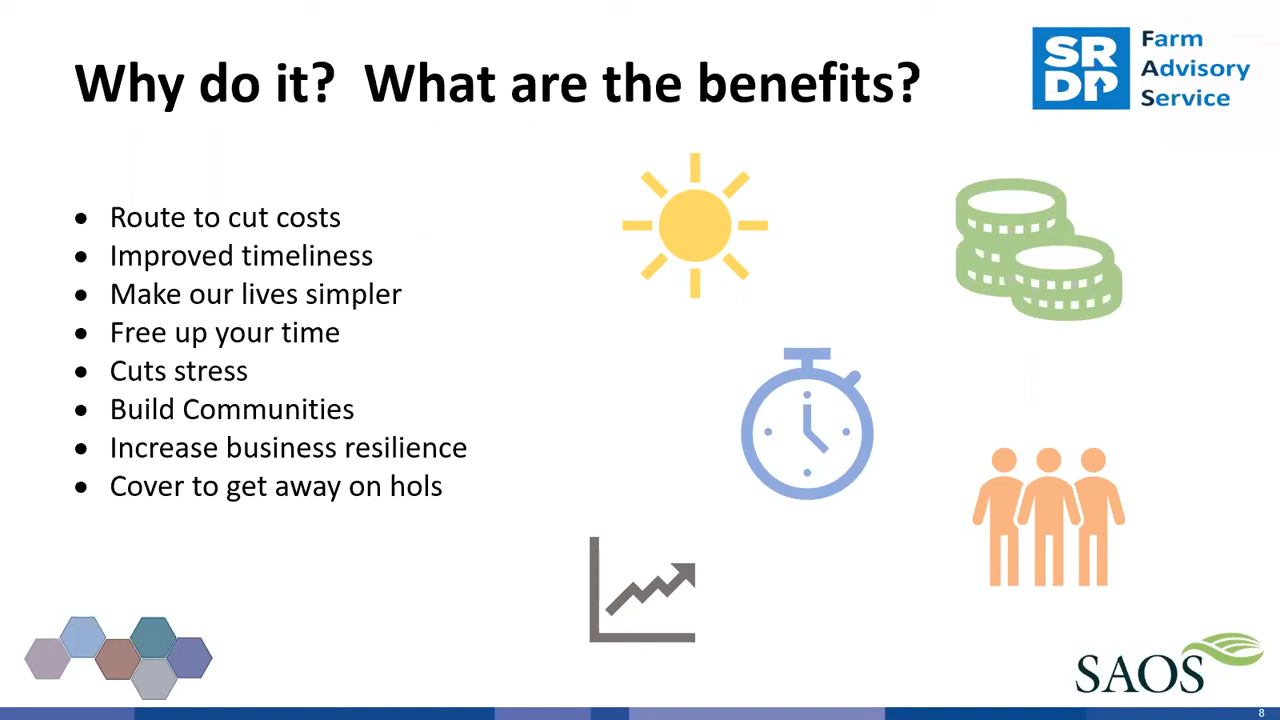 Why do it?  What are the benefits?
SR
DP
Farm
Advisory
Service
• Route to cut costs
• Improved timeliness
• Make our lives simpler
• Free up your time
• Cuts stress
• Build Communities
• Increase business resilience
• Cover to get away on hols
SAOS
8